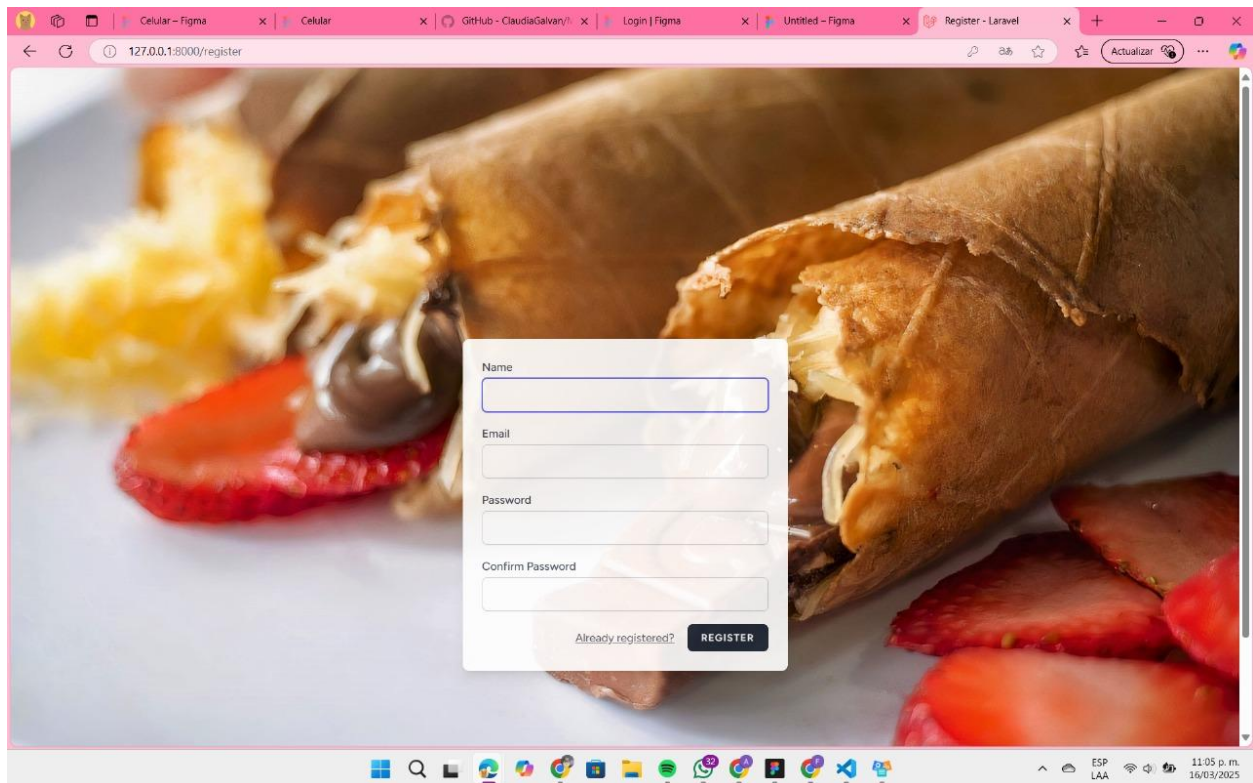 Celular – Figma
Celular
GitHub - ClaudiaGalvan/
Login | Figma
Untitled – Figma
Register - Laravel
127.0.0.1:8000/register
Actualizar
Name
Email
Password
Confirm Password
Already registered?
REGISTER
32
ESP
LAA
11:05 p. m.
16/03/2025